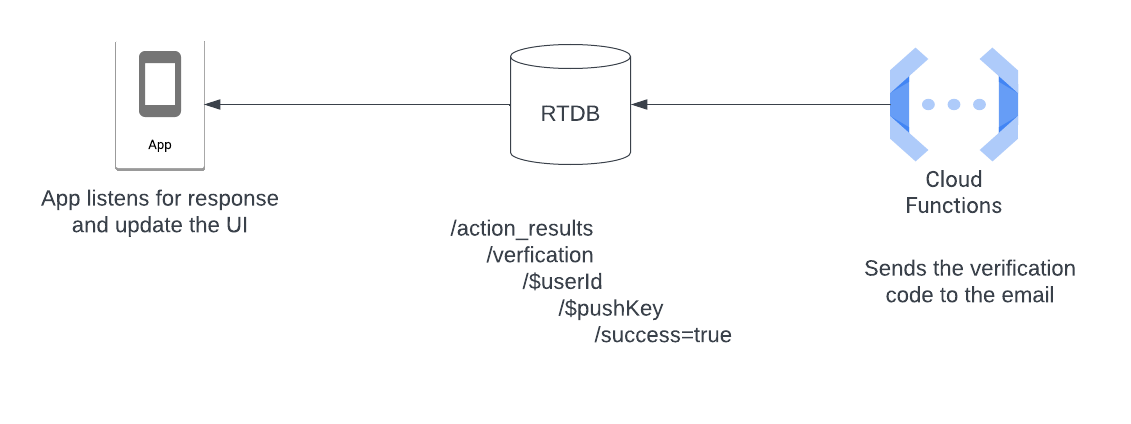 App
App listens for response
and update the UI
RTDB
/action_results
/verfication
/$userId
/$pushKey
/success=true
Cloud
Functions
Sends the verification
code to the email